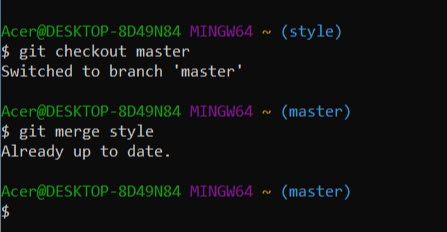 Acer@DESKTOP-8D49N84 MINGW64 ~ (style)
$ git checkout master
Switched to branch 'master'
Acer@DESKTOP-8D49N84 MINGW64 ~ (master)
$ git merge style
Already up to date.
Acer@DESKTOP-8D49N84 MINGW64 ~ (master)
$